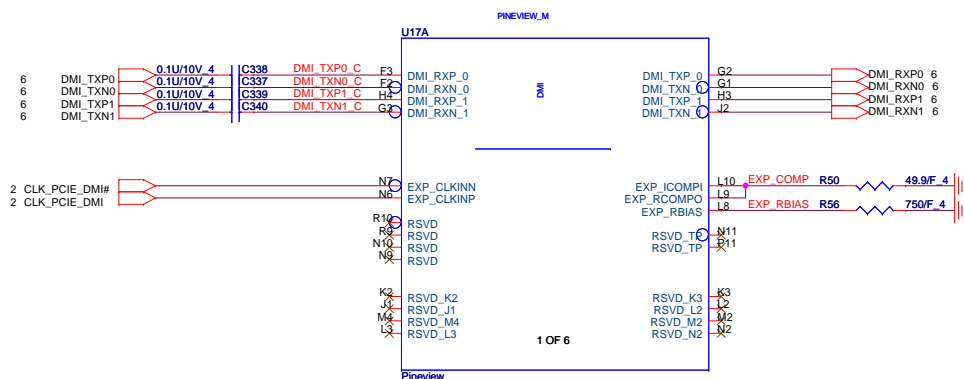 PINEVIEW_M
U17A
6 DMI_TXP0 0.1U/10V_4 C338 DMI_TXP0_C F3 DMI_RXP_0 DMI_TXP_0 G2 DMI_RXP0 6
6 DMI_TXN0 0.1U/10V_4 C337 DMI_TXN0_C F2 DMI_RXN_0 DMI_TXN_0 G1 DMI_RXN0 6
6 DMI_TXP1 0.1U/10V_4 C339 DMI_TXP1_C H4 DMI_RXP_1 DMI_TXP_1 H3 DMI_RXP1 6
6 DMI_TXN1 0.1U/10V_4 C340 DMI_TXN1_C G3 DMI_RXN_1 DMI_TXN_1 J2 DMI_RXN1 6
DMI
2 CLK_PCIE_DMI# N7 EXP_CLKINN EXP_ICOMPI L10 EXP_COMP R50 49.9/F_4
2 CLK_PCIE_DMI N6 EXP_CLKINP EXP_RCOMPO L9
EXP_RBIAS L8 EXP_RBIAS R56 750/F_4
R10 RSVD
R9 RSVD RSVD_TP N11
N10 RSVD RSVD_TP P11
N9 RSVD
K2 RSVD_K2 RSVD_K3 K3
J1 RSVD_J1 RSVD_L2 L2
M4 RSVD_M4 RSVD_M2 M2
L3 RSVD_L3 RSVD_N2 N2
1 OF 6
Pineview